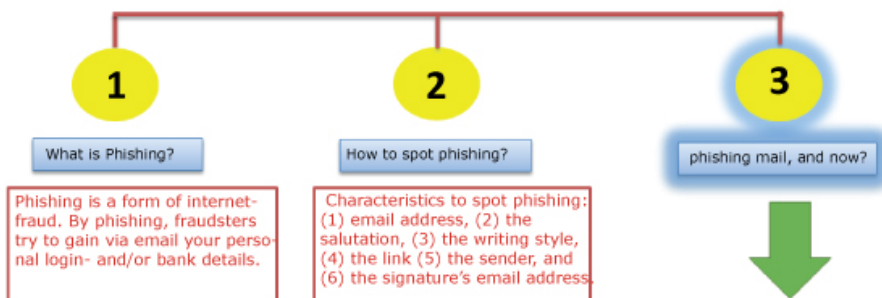 1
2
3
What is Phishing?
How to spot phishing?
phishing mail, and now?
Phishing is a form of internet-
fraud. By phishing, fraudsters
try to gain via email your perso-
nal login- and/or bank details.
Characteristics to spot phishing:
(1) email address, (2) the
salutation, (3) the writing style,
(4) the link (5) the sender, and
(6) the signature's email address.